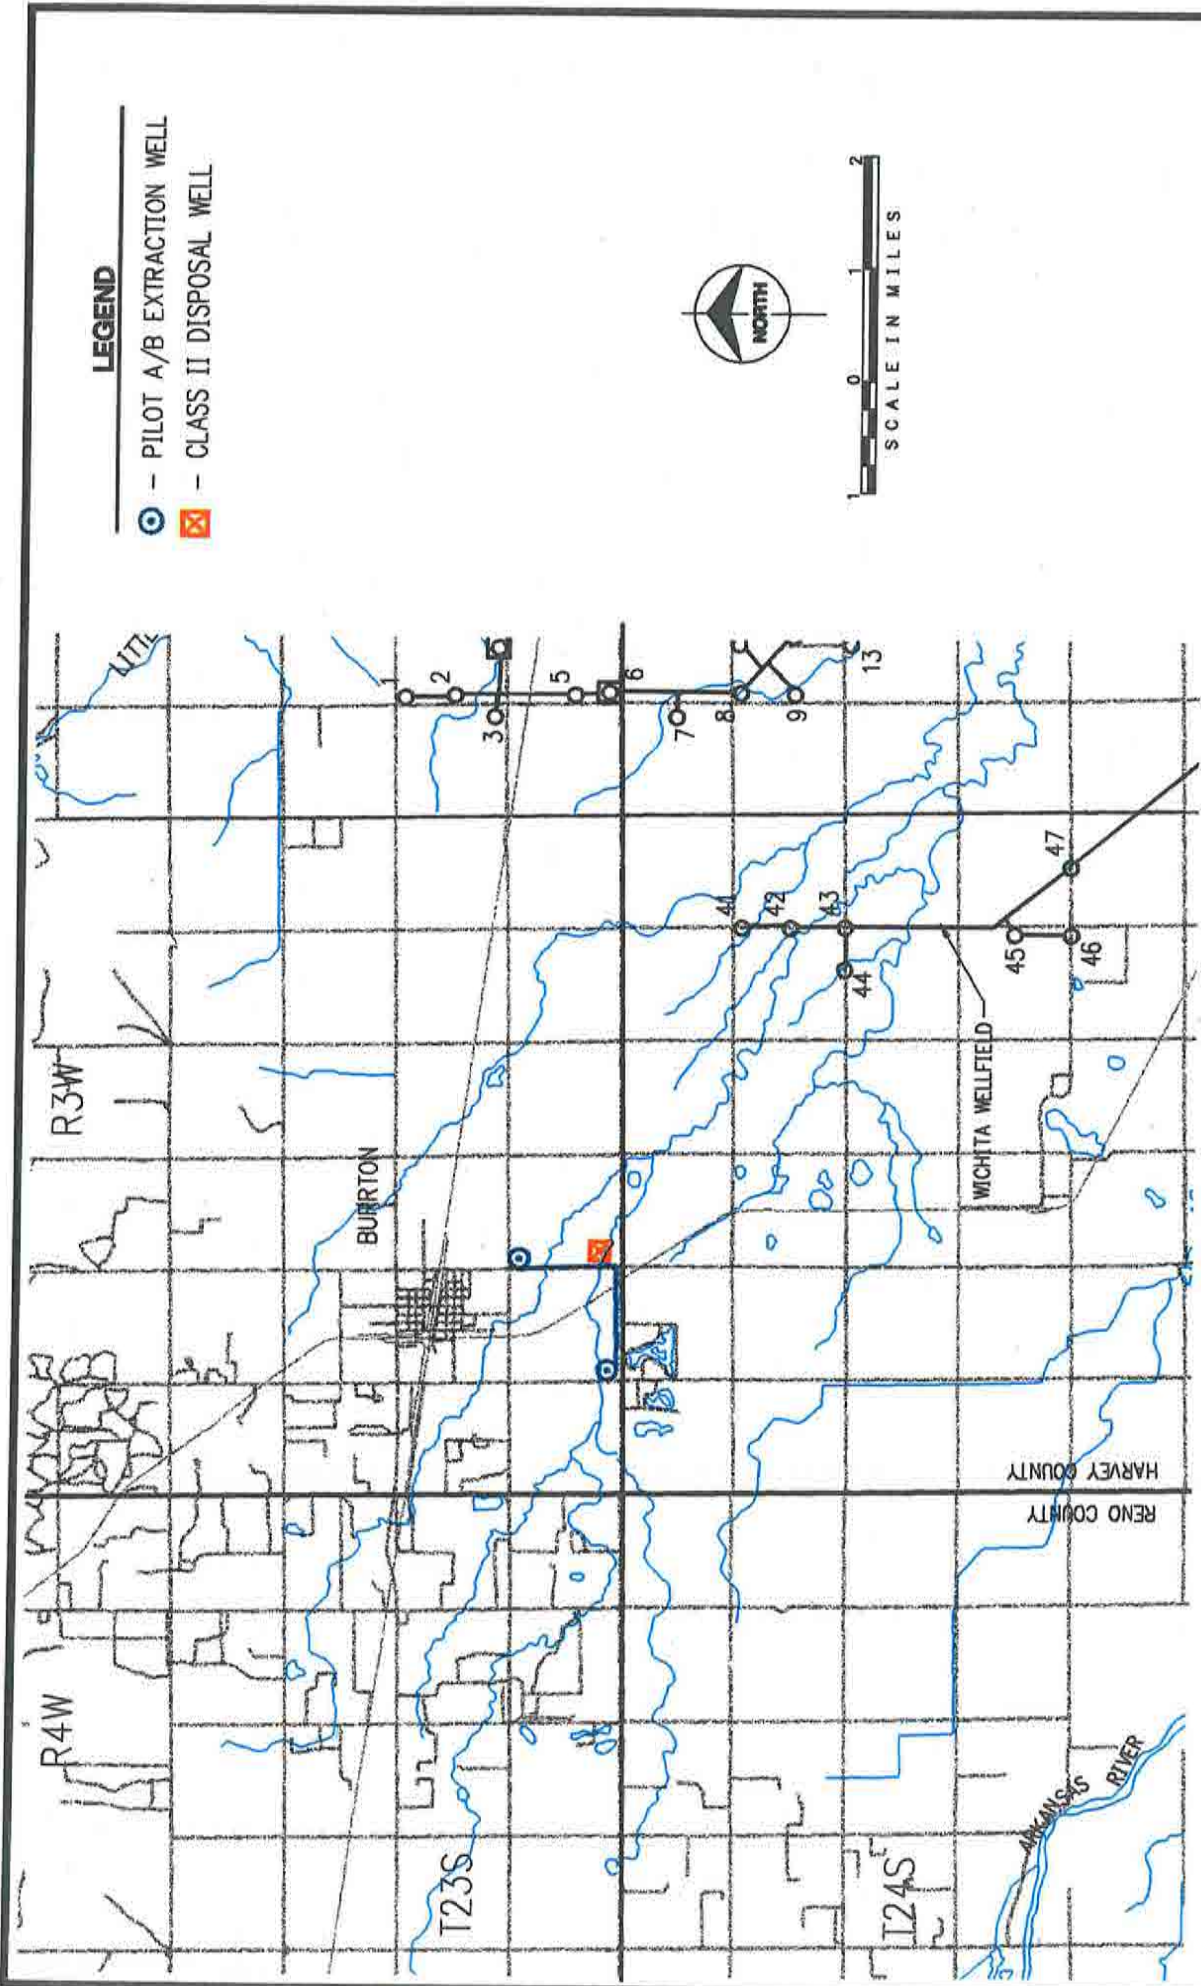 LEGEND
- PILOT A/B EXTRACTION WELL
- CLASS II DISPOSAL WELL
NORTH
1 0 1 2
SCALE IN MILES
R4W
R3W
BURRTON
T23S
T24S
1
2
3
5
6
7
8
9
13
41
42
43
44
45
46
47
WICHITA WELLFIELD
RENO COUNTY
HARVEY COUNTY
ARKANSAS
RIVER